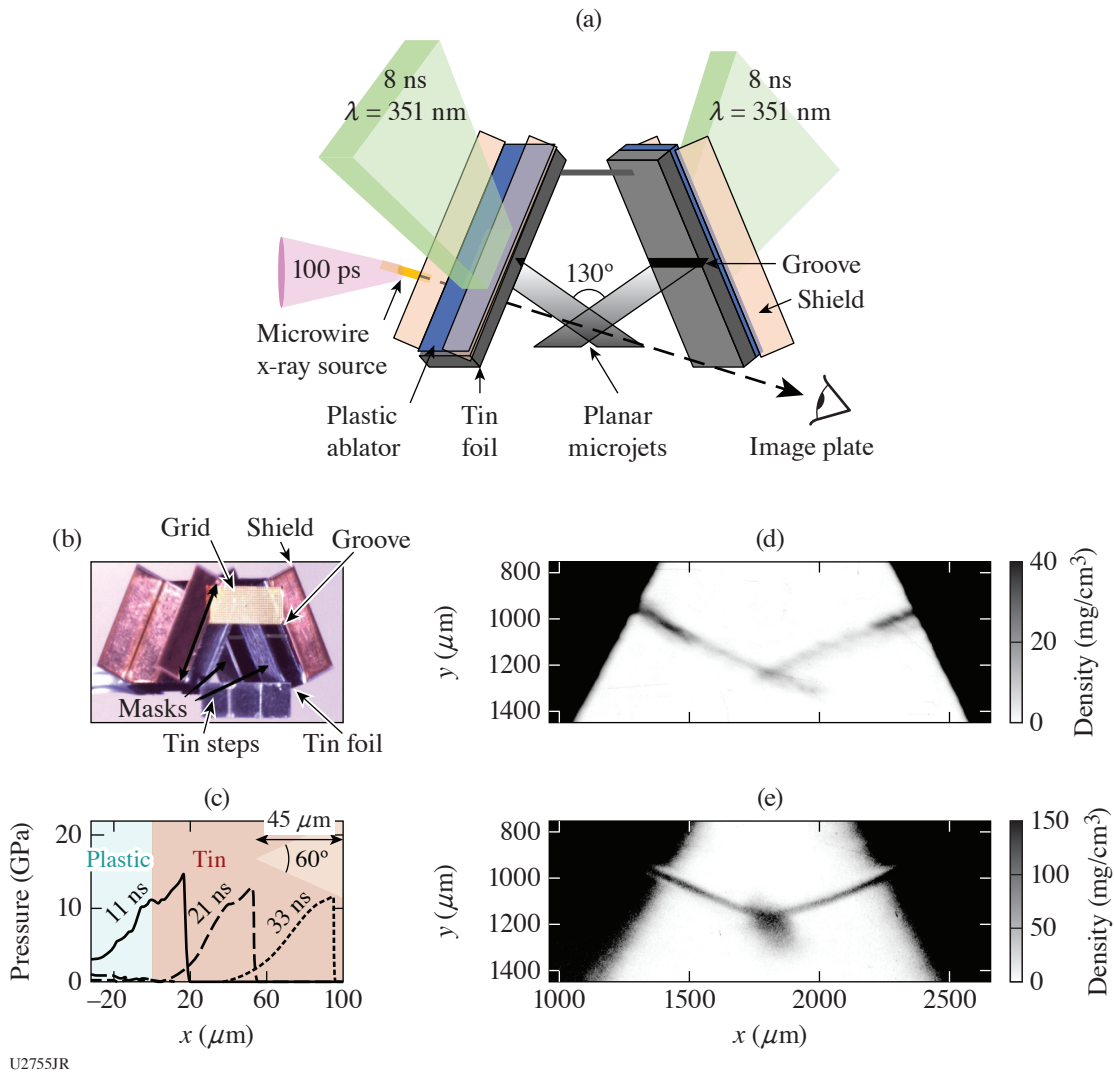 (a)
8 ns
λ = 351 nm
8 ns
λ = 351 nm
100 ps
130°
Groove
Shield
Microwire
x-ray source
Plastic
ablator
Tin
foil
Planar
microjets
Image plate
(b)
Grid
Shield
Groove
Masks
Tin steps
Tin foil
(c)
45 μm
Plastic
Tin
60°
11 ns
21 ns
33 ns
20
10
0
Pressure (GPa)
−20
20
60
100
x (μm)
(d)
800
1000
1200
1400
y (μm)
40
20
0
Density (mg/cm³)
(e)
800
1000
1200
1400
y (μm)
1000
1500
2000
2500
x (μm)
150
100
50
0
Density (mg/cm³)
U2755JR